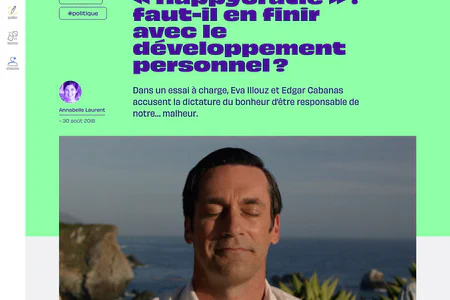 #politique
« Happycratie » :
faut-il en finir
avec le
développement
personnel ?
Dans un essai à charge, Eva Illouz et Edgar Cabanas
accusent la dictature du bonheur d'être responsable de
notre... malheur.
Annabelle Laurent
- 30 août 2018